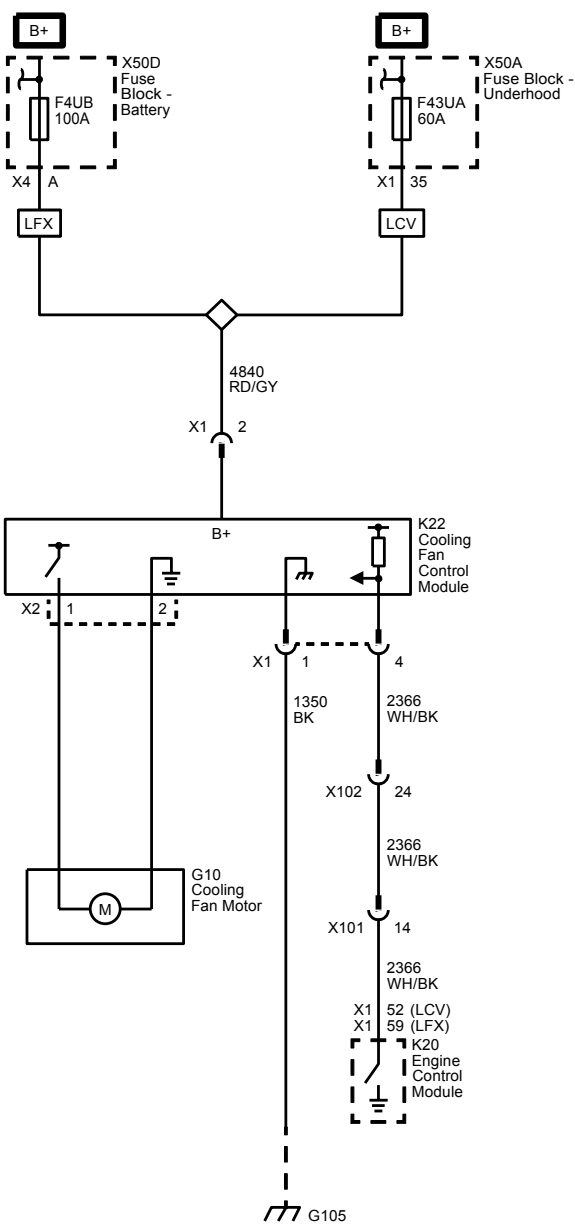 B+
B+
X50D
Fuse
Block -
Battery
X50A
Fuse Block -
Underhood
F4UB
100A
F43UA
60A
X4 A
X1 35
LFX
LCV
4840
RD/GY
X1 2
B+
K22
Cooling
Fan
Control
Module
X2 1 2
X1 1 4
1350
BK
2366
WH/BK
X102 24
2366
WH/BK
G10
Cooling
Fan Motor
M
X101 14
2366
WH/BK
X1 52 (LCV)
X1 59 (LFX)
K20
Engine
Control
Module
G105